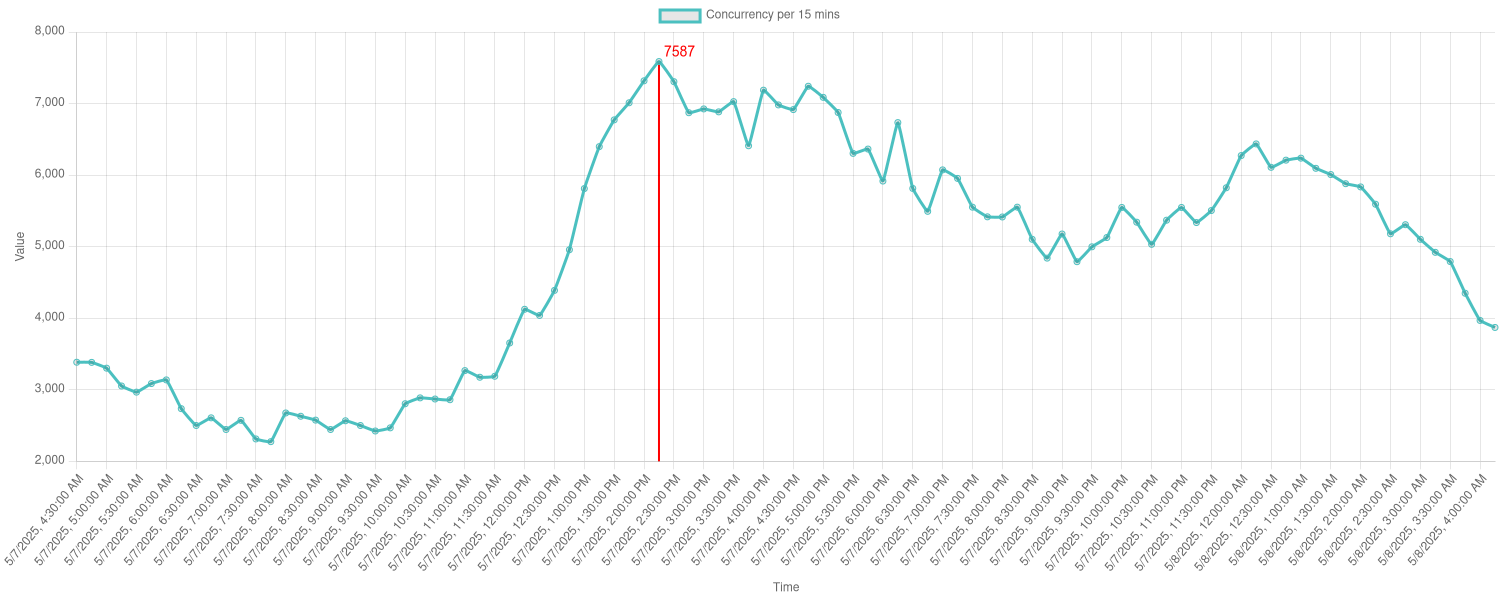 Concurrency per 15 mins
8,000
7587
7,000
6,000
5,000
Value
4,000
3,000
2,000
5/7/2025, 4:30:00 AM
5/7/2025, 5:00:00 AM
5/7/2025, 5:30:00 AM
5/7/2025, 6:00:00 AM
5/7/2025, 6:30:00 AM
5/7/2025, 7:00:00 AM
5/7/2025, 7:30:00 AM
5/7/2025, 8:00:00 AM
5/7/2025, 8:30:00 AM
5/7/2025, 9:00:00 AM
5/7/2025, 9:30:00 AM
5/7/2025, 10:00:00 AM
5/7/2025, 10:30:00 AM
5/7/2025, 11:00:00 AM
5/7/2025, 11:30:00 AM
5/7/2025, 12:00:00 PM
5/7/2025, 12:30:00 PM
5/7/2025, 1:00:00 PM
5/7/2025, 1:30:00 PM
5/7/2025, 2:00:00 PM
5/7/2025, 2:30:00 PM
5/7/2025, 3:00:00 PM
5/7/2025, 3:30:00 PM
5/7/2025, 4:00:00 PM
5/7/2025, 4:30:00 PM
5/7/2025, 5:00:00 PM
5/7/2025, 5:30:00 PM
5/7/2025, 6:00:00 PM
5/7/2025, 6:30:00 PM
5/7/2025, 7:00:00 PM
5/7/2025, 7:30:00 PM
5/7/2025, 8:00:00 PM
5/7/2025, 8:30:00 PM
5/7/2025, 9:00:00 PM
5/7/2025, 9:30:00 PM
5/7/2025, 10:00:00 PM
5/7/2025, 10:30:00 PM
5/7/2025, 11:00:00 PM
5/7/2025, 11:30:00 PM
5/8/2025, 12:00:00 AM
5/8/2025, 12:30:00 AM
5/8/2025, 1:00:00 AM
5/8/2025, 1:30:00 AM
5/8/2025, 2:00:00 AM
5/8/2025, 2:30:00 AM
5/8/2025, 3:00:00 AM
5/8/2025, 3:30:00 AM
5/8/2025, 4:00:00 AM
Time